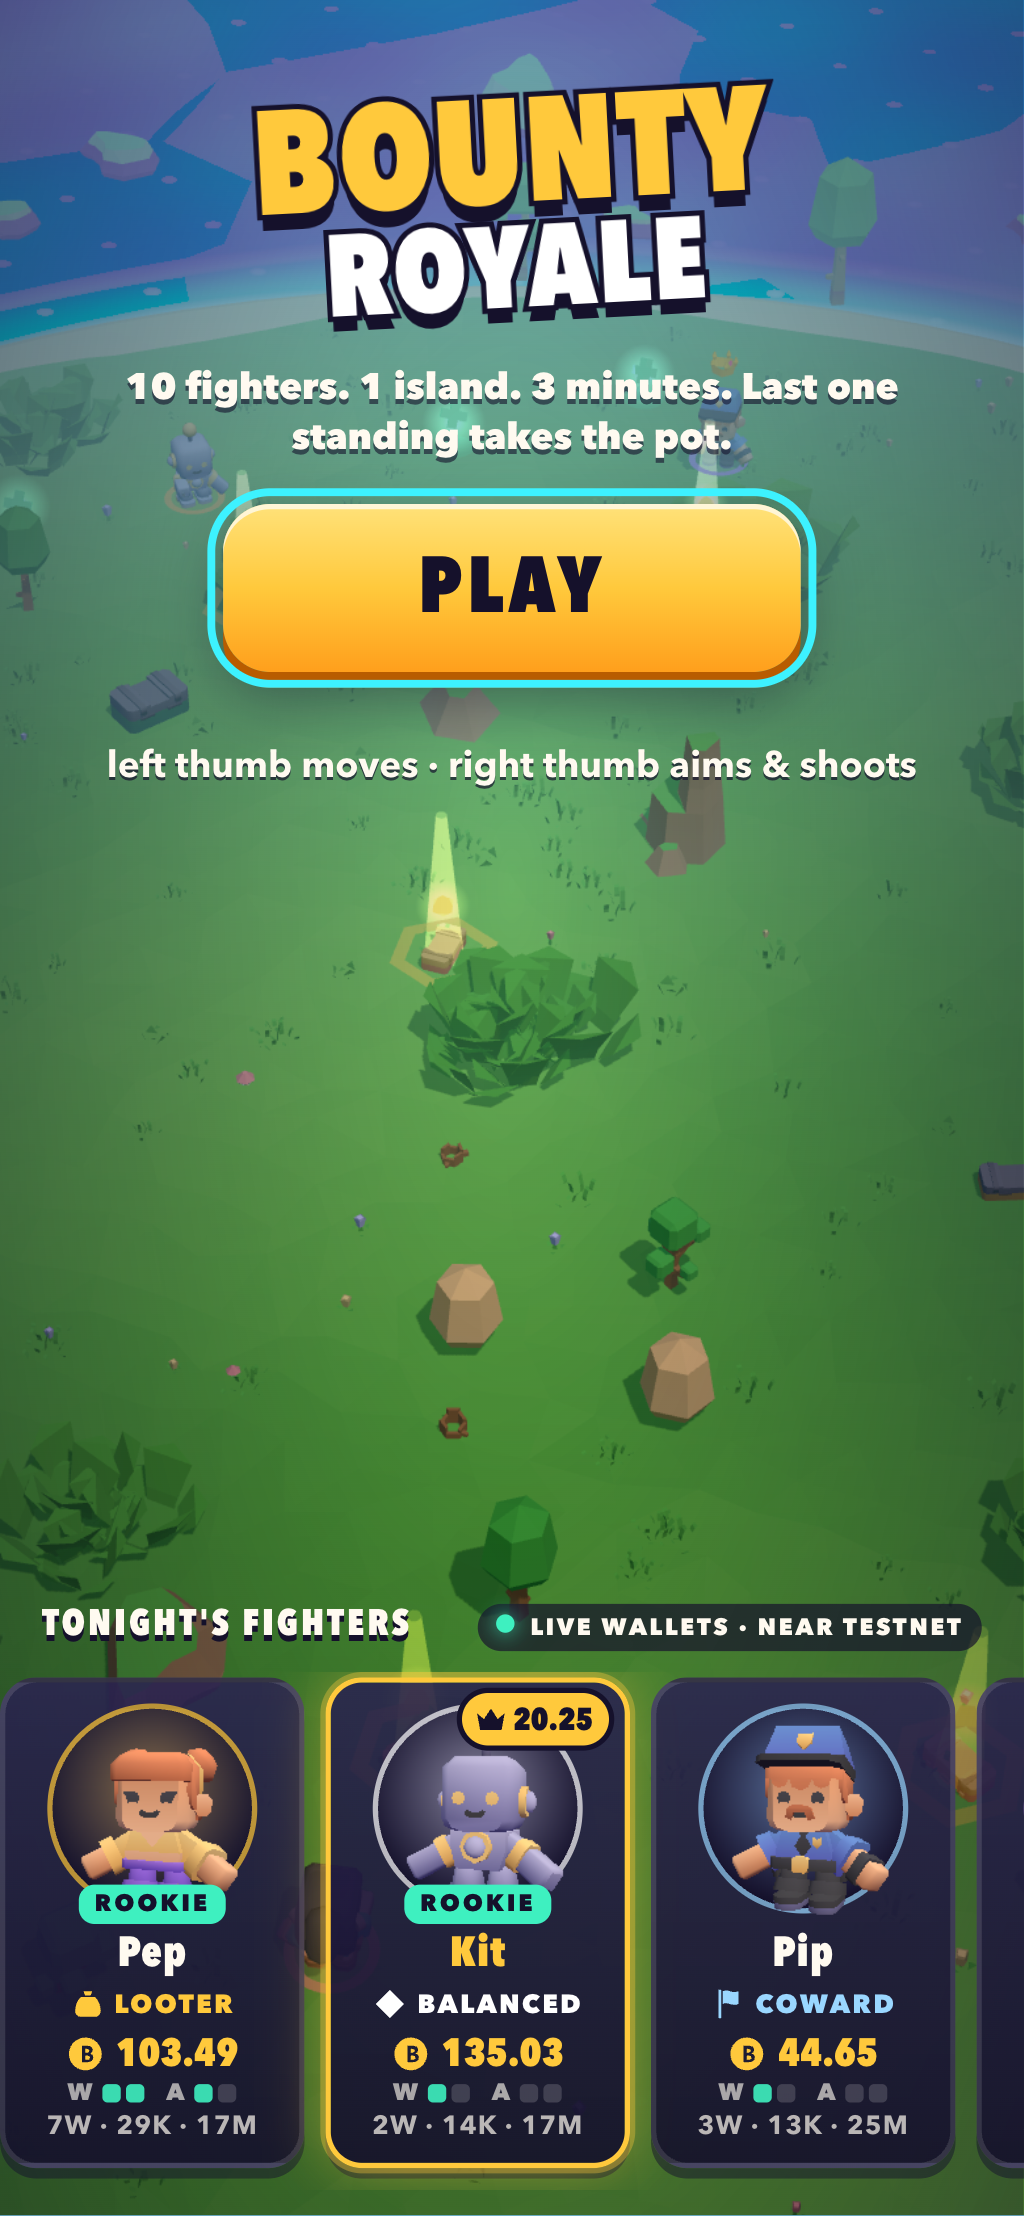 BOUNTY
ROYALE
10 fighters. 1 island. 3 minutes. Last one
standing takes the pot.
PLAY
left thumb moves · right thumb aims & shoots
TONIGHT'S FIGHTERS
LIVE WALLETS · NEAR TESTNET
ROOKIE
Pep
LOOTER
B 103.49
W A
7W · 29K · 17M
20.25
ROOKIE
Kit
BALANCED
B 135.03
W A
2W · 14K · 17M
Pip
COWARD
B 44.65
W A
3W · 13K · 25M